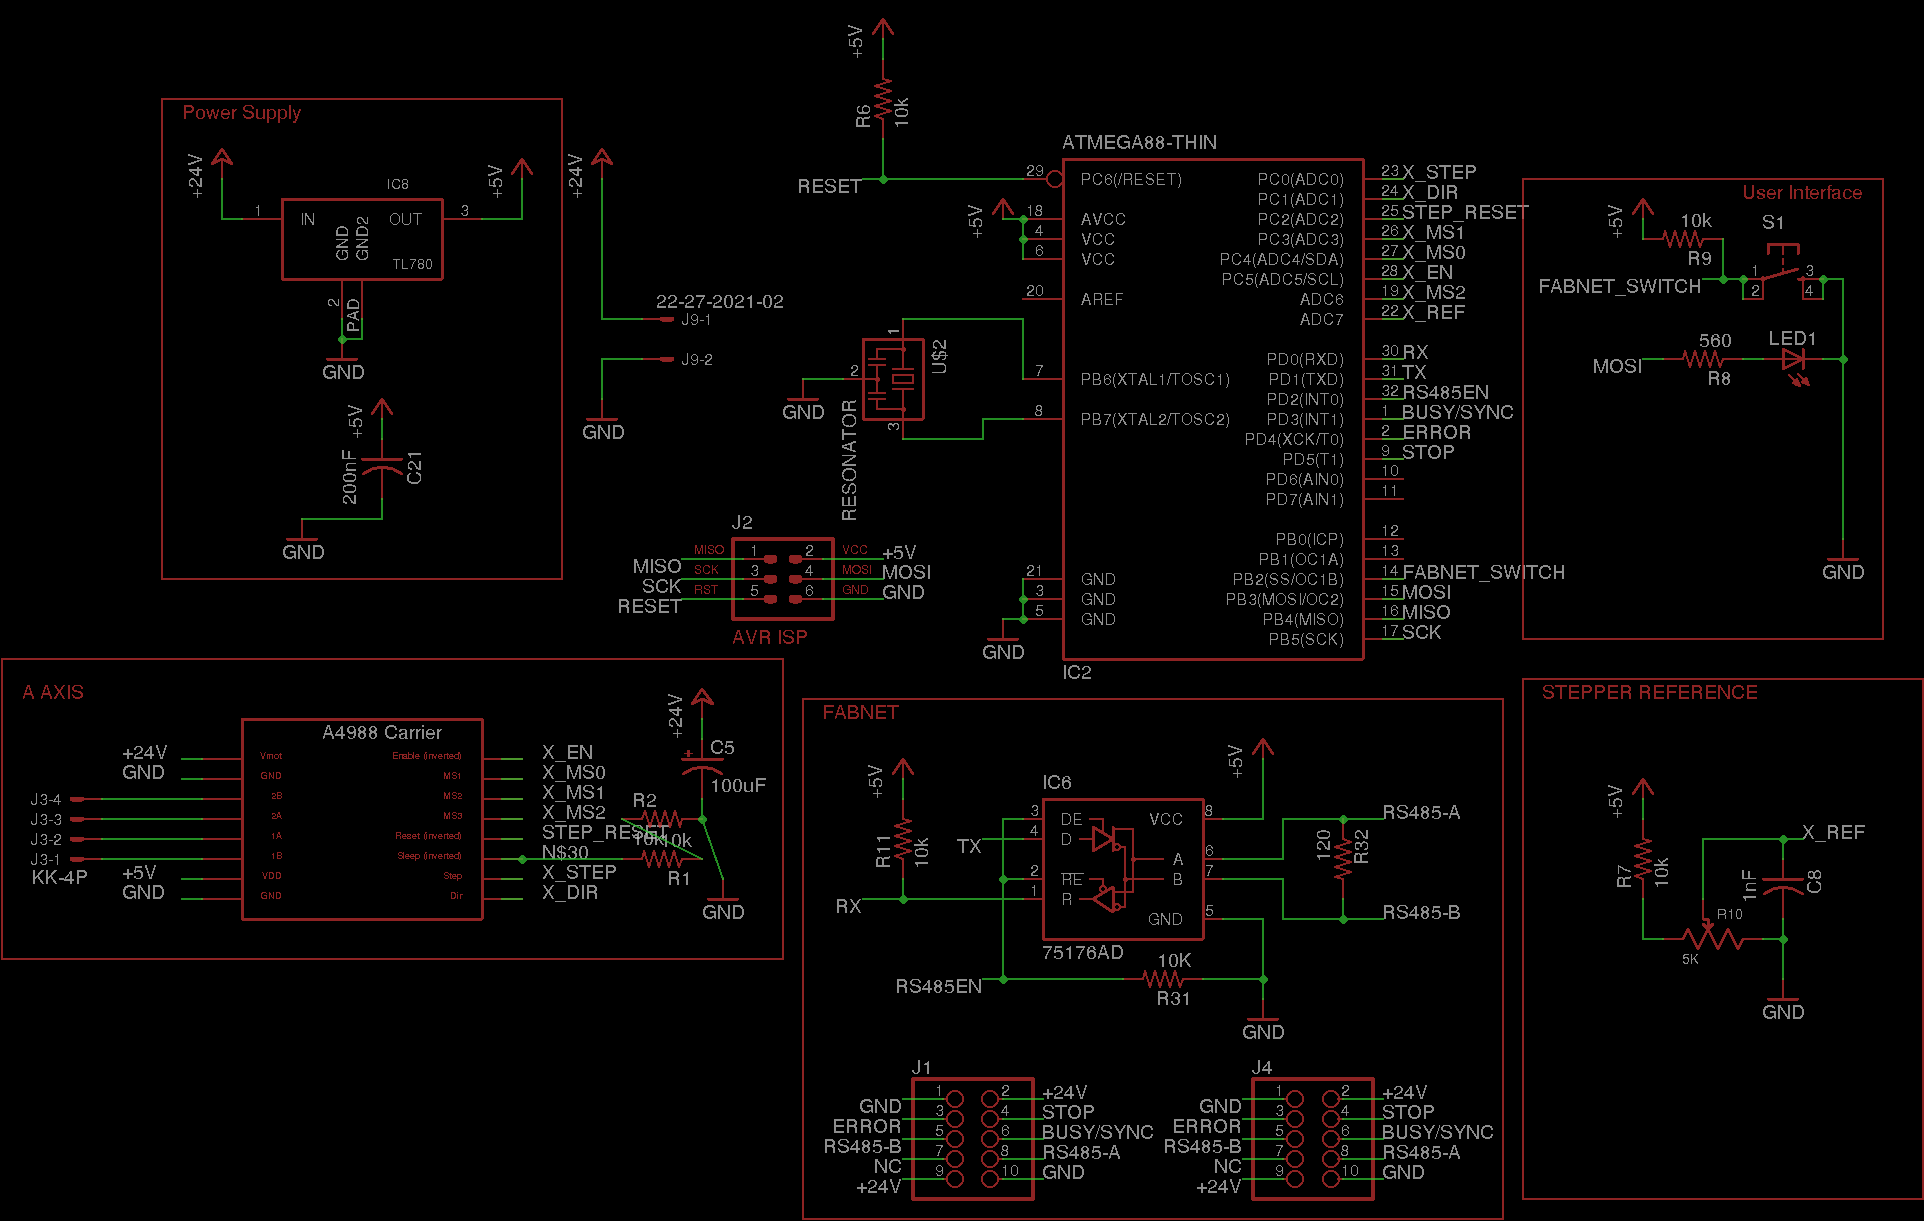 Power Supply
+24V
IC8
+5V
1
IN
OUT
3
GND
GND2
TL780
2
PAD
GND
+5V
200nF
C21
GND
+24V
22-27-2021-02
J9-1
J9-2
GND
+5V
R6
10k
RESET
ATMEGA88-THIN
29
PC6(/RESET)
+5V
18
AVCC
4
VCC
6
VCC
20
AREF
7
PB6(XTAL1/TOSC1)
8
PB7(XTAL2/TOSC2)
21
GND
3
GND
5
GND
GND
IC2
PC0(ADC0)
23
X_STEP
PC1(ADC1)
24
X_DIR
PC2(ADC2)
25
STEP_RESET
PC3(ADC3)
26
X_MS1
PC4(ADC4/SDA)
27
X_MS0
PC5(ADC5/SCL)
28
X_EN
ADC6
19
X_MS2
ADC7
22
X_REF
PD0(RXD)
30
RX
PD1(TXD)
31
TX
PD2(INT0)
32
RS485EN
PD3(INT1)
1
BUSY/SYNC
PD4(XCK/T0)
2
ERROR
PD5(T1)
9
STOP
PD6(AIN0)
10
PD7(AIN1)
11
PB0(ICP)
12
PB1(OC1A)
13
PB2(SS/OC1B)
14
FABNET_SWITCH
PB3(MOSI/OC2)
15
MOSI
PB4(MISO)
16
MISO
PB5(SCK)
17
SCK
1
U$2
2
GND
3
RESONATOR
J2
MISO
MISO
1
2
VCC
+5V
SCK
SCK
3
4
MOSI
MOSI
RESET
RST
5
6
GND
GND
AVR ISP
User Interface
+5V
10k
R9
S1
FABNET_SWITCH
1
2
3
4
560
LED1
MOSI
R8
GND
A AXIS
A4988 Carrier
+24V
Vmot
Enable (inverted)
X_EN
GND
GND
MS1
X_MS0
J3-4
2B
MS2
X_MS1
J3-3
2A
MS3
X_MS2
J3-2
1A
Reset (inverted)
STEP_RESET
J3-1
1B
Sleep (inverted)
N$30
KK-4P
+5V
VDD
Step
X_STEP
GND
GND
Dir
X_DIR
+24V
+
C5
100uF
R2
10k
10k
R1
GND
FABNET
+5V
R11
10k
IC6
3
DE
VCC
8
+5V
TX
4
D
A
6
2
RE
B
7
RX
1
R
GND
5
75176AD
120
R32
RS485-A
RS485-B
RS485EN
10K
R31
GND
J1
GND
1
2
+24V
ERROR
3
4
STOP
RS485-B
5
6
BUSY/SYNC
NC
7
8
RS485-A
+24V
9
10
GND
J4
GND
1
2
+24V
ERROR
3
4
STOP
RS485-B
5
6
BUSY/SYNC
NC
7
8
RS485-A
+24V
9
10
GND
STEPPER REFERENCE
+5V
R7
10k
X_REF
1nF
C8
R10
5K
GND